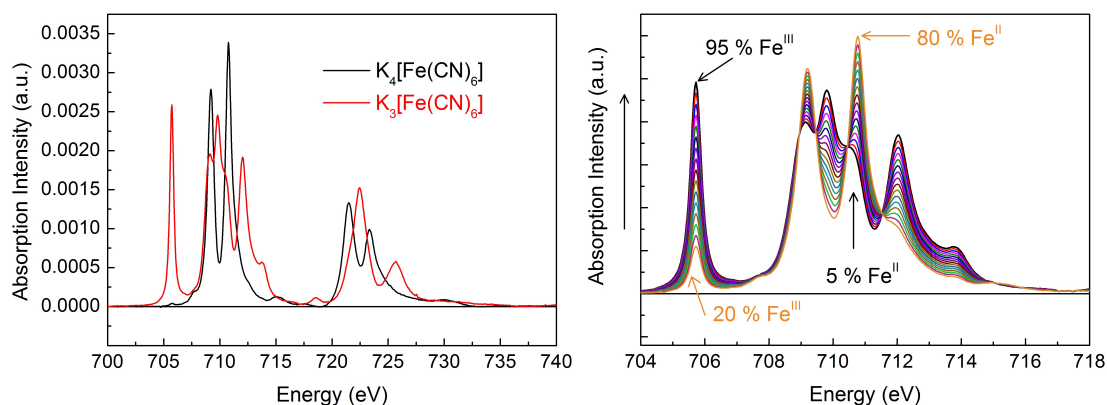 0.0035
0.0030
0.0025
0.0020
0.0015
0.0010
0.0005
0.0000
Absorption Intensity (a.u.)
K₄[Fe(CN)₆]
K₃[Fe(CN)₆]
700 705 710 715 720 725 730 735 740
Energy (eV)
Absorption Intensity (a.u.)
95 % Feᴵᴵᴵ
80 % Feᴵᴵ
5 % Feᴵᴵ
20 % Feᴵᴵᴵ
704 706 708 710 712 714 716 718
Energy (eV)